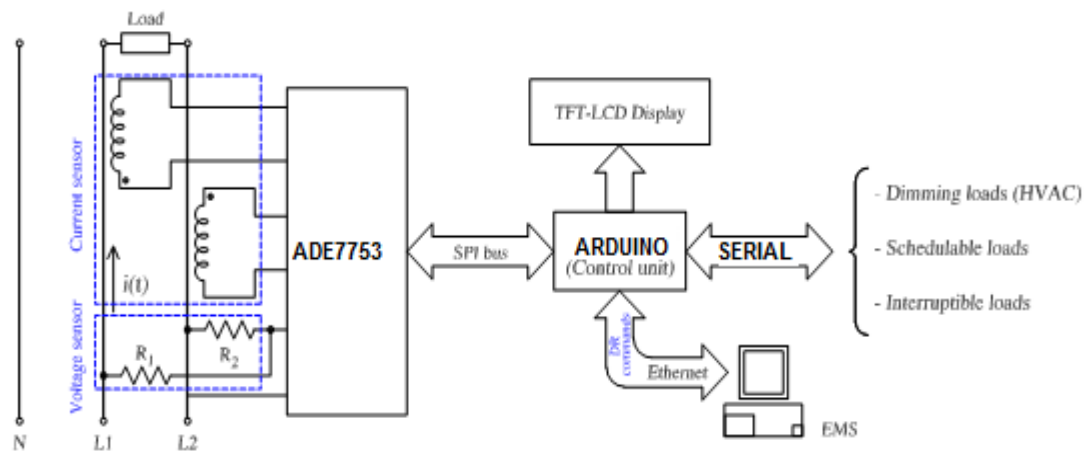 Load
Current sensor
i(t)
Voltage sensor
R1
R2
N
L1
L2
ADE7753
SPI bus
TFT-LCD Display
ARDUINO
(Control unit)
SERIAL
- Dimming loads (HVAC)
- Schedulable loads
- Interruptible loads
DR
commands
Ethernet
EMS